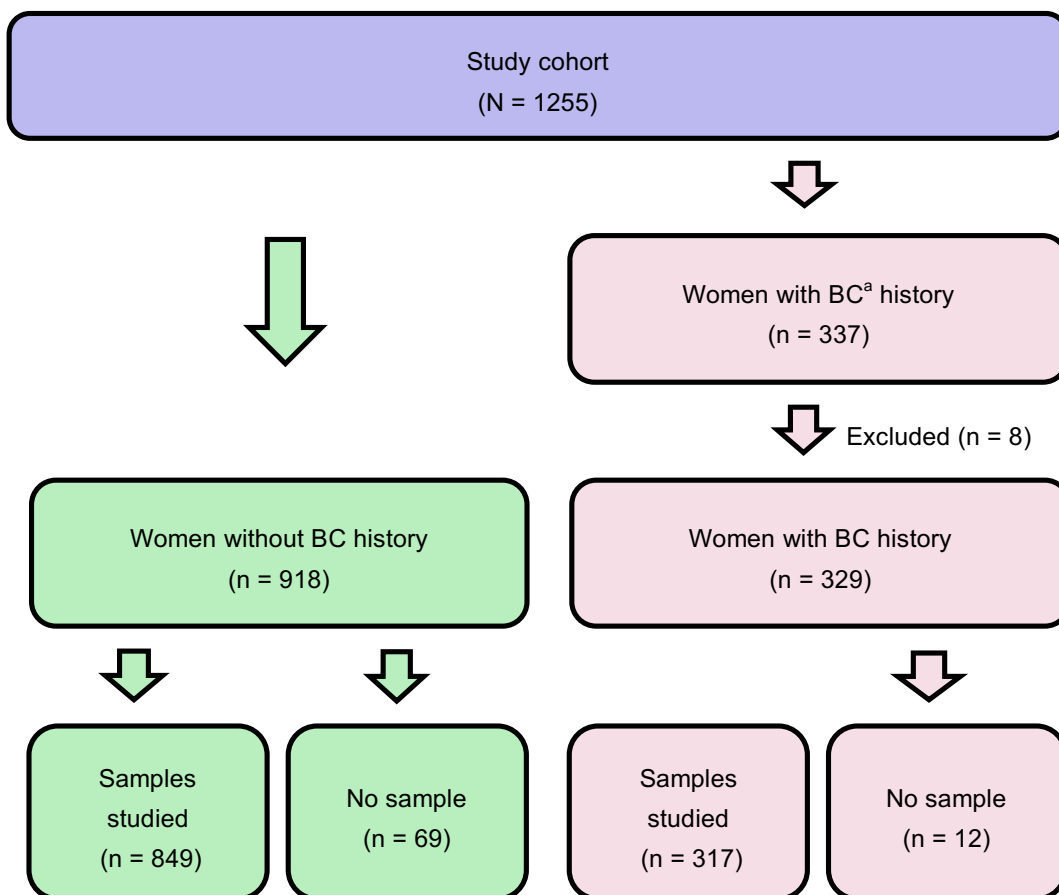 Study cohort
(N = 1255)
Women with BCᵃ history
(n = 337)
Excluded (n = 8)
Women without BC history
(n = 918)
Women with BC history
(n = 329)
Samples
studied
(n = 849)
No sample
(n = 69)
Samples
studied
(n = 317)
No sample
(n = 12)